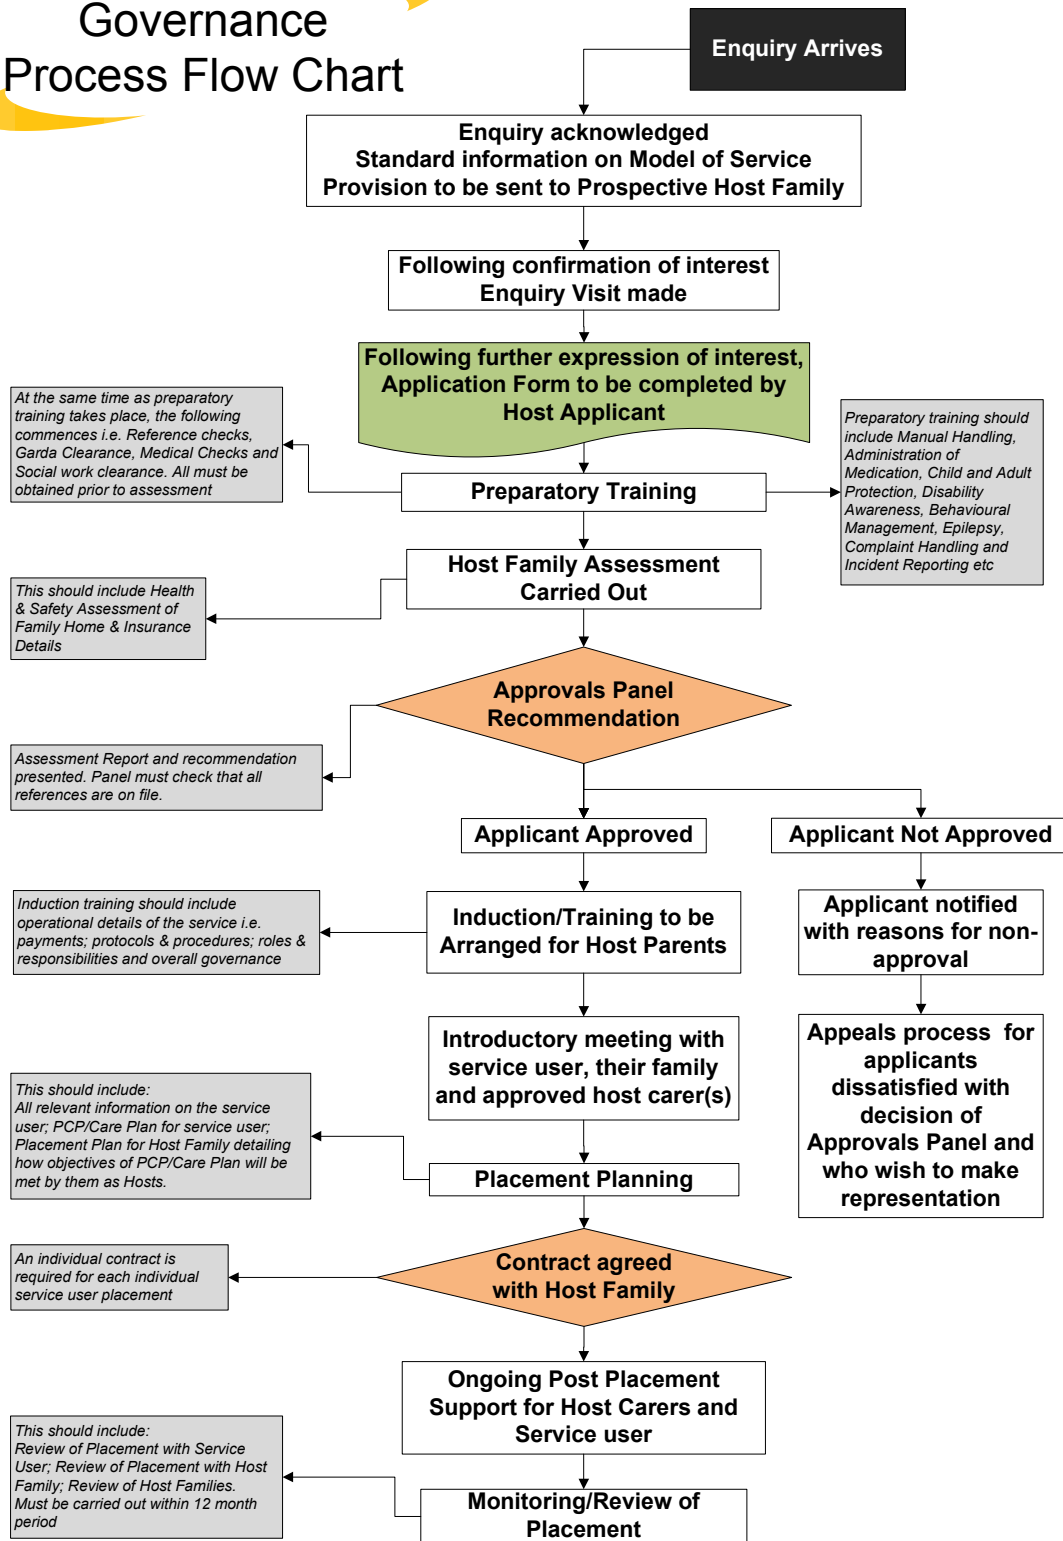 Governance
Process Flow Chart
Enquiry Arrives
Enquiry acknowledged
Standard information on Model of Service
Provision to be sent to Prospective Host Family
Following confirmation of interest
Enquiry Visit made
Following further expression of interest,
Application Form to be completed by
Host Applicant
At the same time as preparatory
training takes place, the following
commences i.e. Reference checks,
Garda Clearance, Medical Checks and
Social work clearance. All must be
obtained prior to assessment
Preparatory Training
Preparatory training should
include Manual Handling,
Administration of
Medication, Child and Adult
Protection, Disability
Awareness, Behavioural
Management, Epilepsy,
Complaint Handling and
Incident Reporting etc
Host Family Assessment
Carried Out
This should include Health
& Safety Assessment of
Family Home & Insurance
Details
Approvals Panel
Recommendation
Assessment Report and recommendation
presented. Panel must check that all
references are on file.
Applicant Approved
Applicant Not Approved
Induction training should include
operational details of the service i.e.
payments; protocols & procedures; roles &
responsibilities and overall governance
Induction/Training to be
Arranged for Host Parents
Applicant notified
with reasons for non-
approval
Introductory meeting with
service user, their family
and approved host carer(s)
Appeals process  for
applicants
dissatisfied with
decision of
Approvals Panel and
who wish to make
representation
This should include:
All relevant information on the service
user; PCP/Care Plan for service user;
Placement Plan for Host Family detailing
how objectives of PCP/Care Plan will be
met by them as Hosts.
Placement Planning
An individual contract is
required for each individual
service user placement
Contract agreed
with Host Family
Ongoing Post Placement
Support for Host Carers and
Service user
This should include:
Review of Placement with Service
User; Review of Placement with Host
Family; Review of Host Families.
Must be carried out within 12 month
period
Monitoring/Review of
Placement